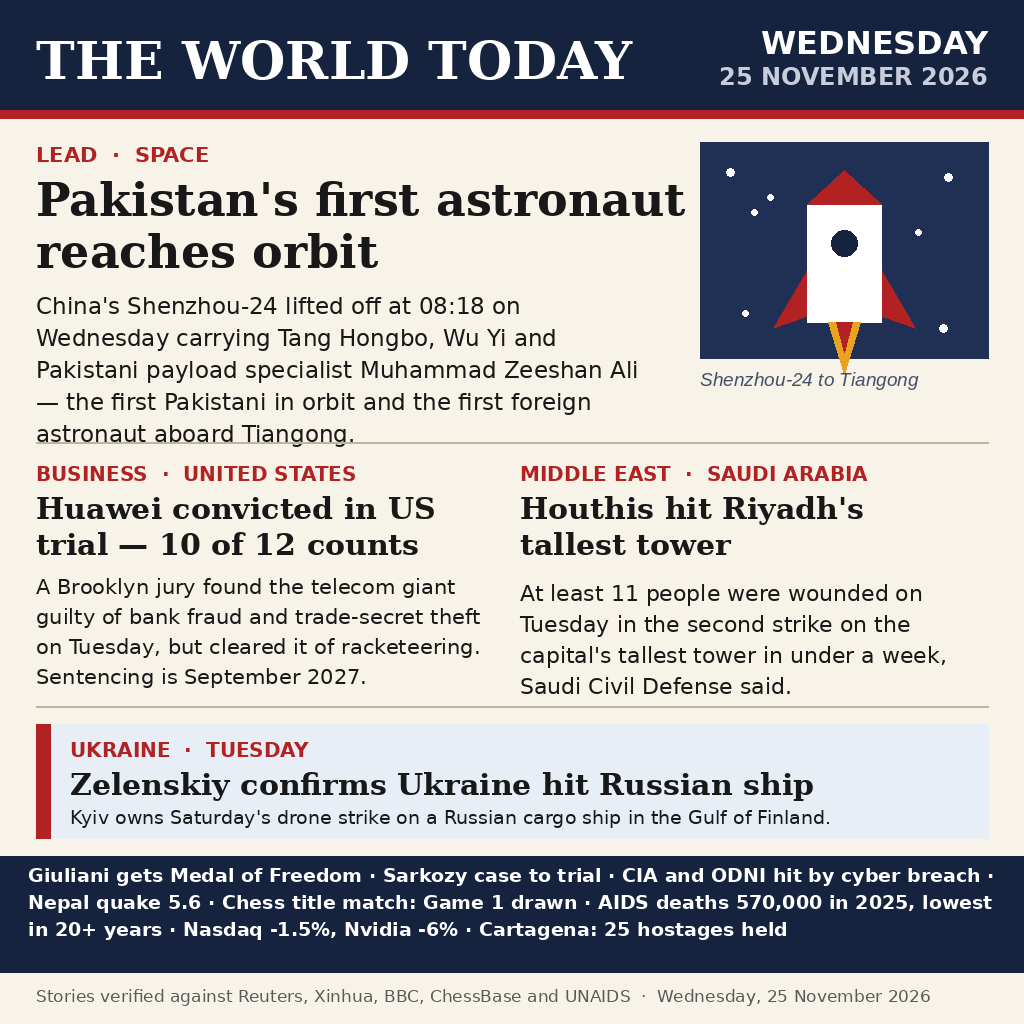 THE WORLD TODAY
WEDNESDAY
25 NOVEMBER 2026
LEAD · SPACE
Pakistan's first astronaut
reaches orbit
China's Shenzhou-24 lifted off at 08:18 on
Wednesday carrying Tang Hongbo, Wu Yi and
Pakistani payload specialist Muhammad Zeeshan Ali
— the first Pakistani in orbit and the first foreign
astronaut aboard Tiangong.
Shenzhou-24 to Tiangong
BUSINESS · UNITED STATES
Huawei convicted in US
trial — 10 of 12 counts
A Brooklyn jury found the telecom giant
guilty of bank fraud and trade-secret theft
on Tuesday, but cleared it of racketeering.
Sentencing is September 2027.
MIDDLE EAST · SAUDI ARABIA
Houthis hit Riyadh's
tallest tower
At least 11 people were wounded on
Tuesday in the second strike on the
capital's tallest tower in under a week,
Saudi Civil Defense said.
UKRAINE · TUESDAY
Zelenskiy confirms Ukraine hit Russian ship
Kyiv owns Saturday's drone strike on a Russian cargo ship in the Gulf of Finland.
Giuliani gets Medal of Freedom · Sarkozy case to trial · CIA and ODNI hit by cyber breach ·
Nepal quake 5.6 · Chess title match: Game 1 drawn · AIDS deaths 570,000 in 2025, lowest
in 20+ years · Nasdaq -1.5%, Nvidia -6% · Cartagena: 25 hostages held
Stories verified against Reuters, Xinhua, BBC, ChessBase and UNAIDS · Wednesday, 25 November 2026